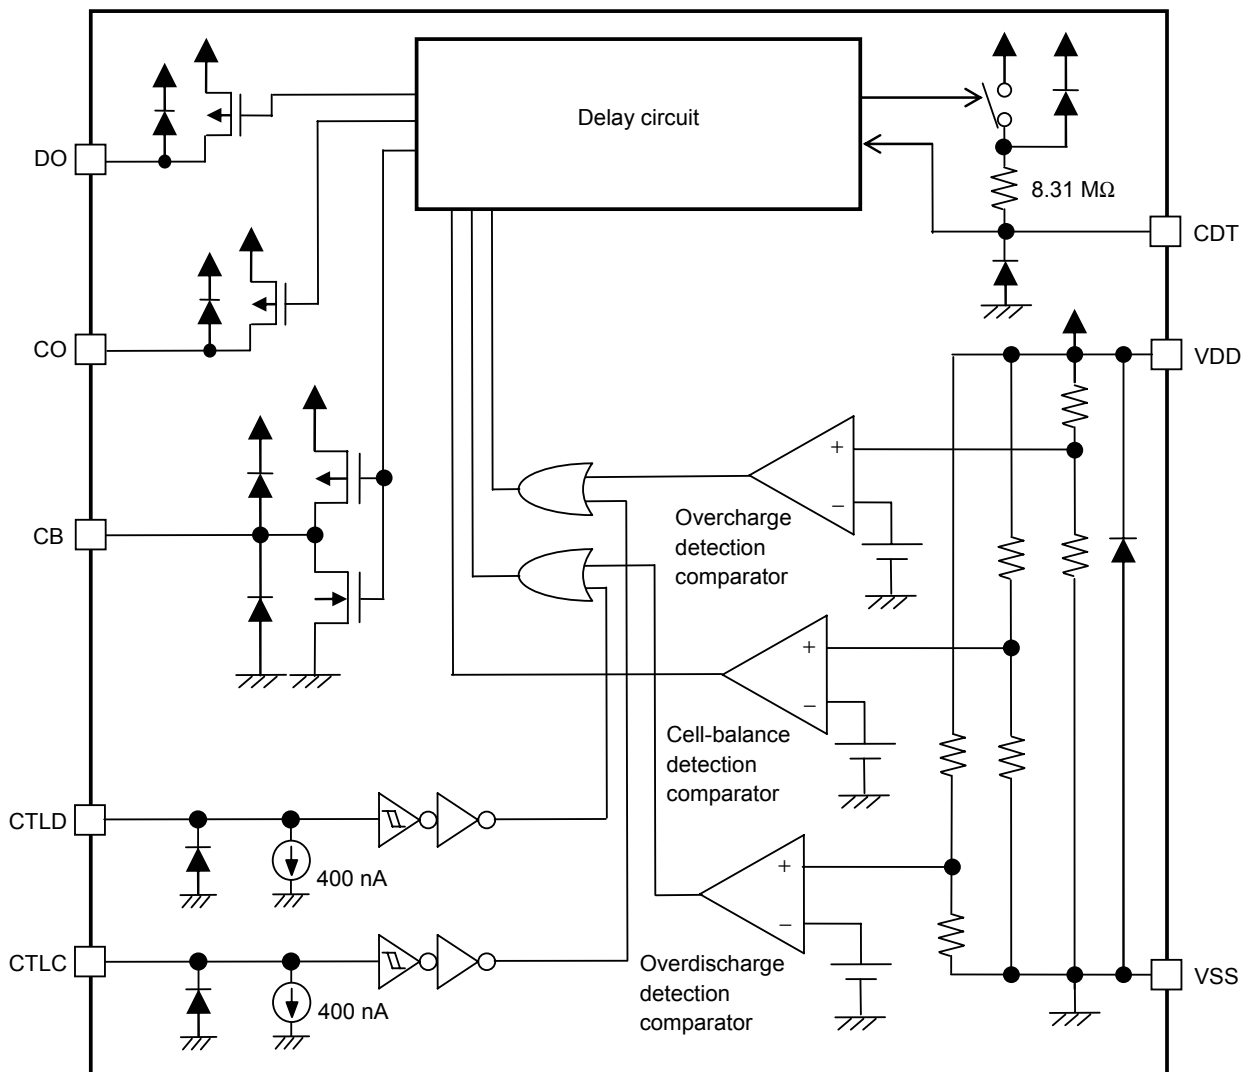 Delay circuit
DO
8.31 MΩ
CDT
CO
VDD
+
−
Overcharge
detection
comparator
CB
+
−
Cell-balance
detection
comparator
CTLD
400 nA
+
−
Overdischarge
detection
comparator
CTLC
400 nA
VSS